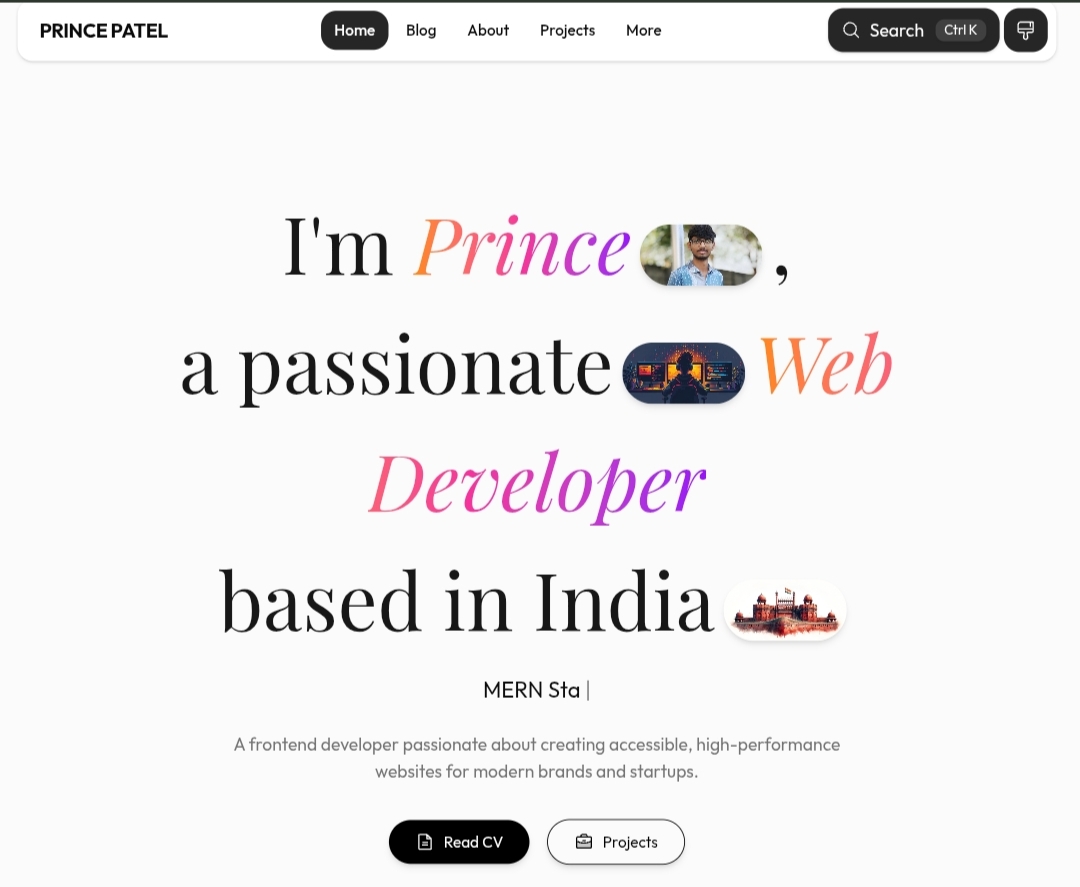 PRINCE PATEL
Home Blog About Projects More
Search Ctrl K
I'm Prince ,
a passionate Web
Developer
based in India
MERN Sta |
A frontend developer passionate about creating accessible, high-performance
websites for modern brands and startups.
Read CV Projects